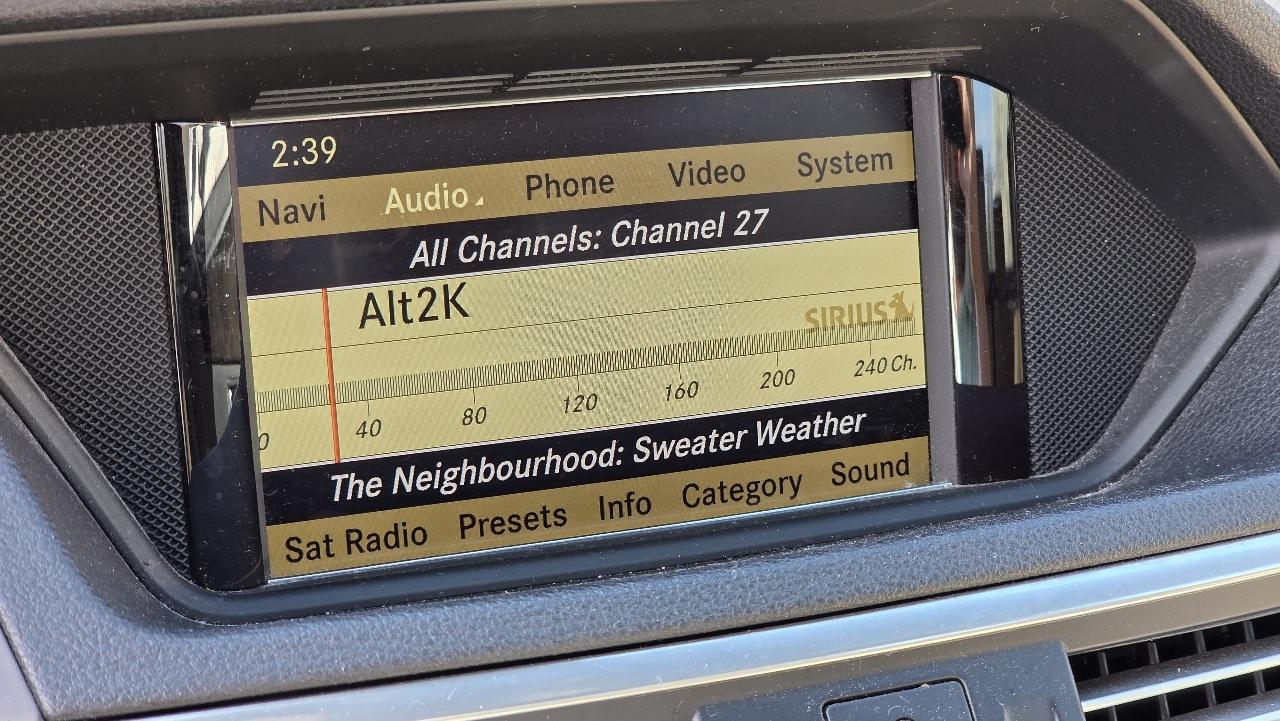 2:39
Navi Audio Phone Video System
All Channels: Channel 27
Alt2K
SIRIUS
0 40 80 120 160 200 240 Ch.
The Neighbourhood: Sweater Weather
Sat Radio Presets Info Category Sound